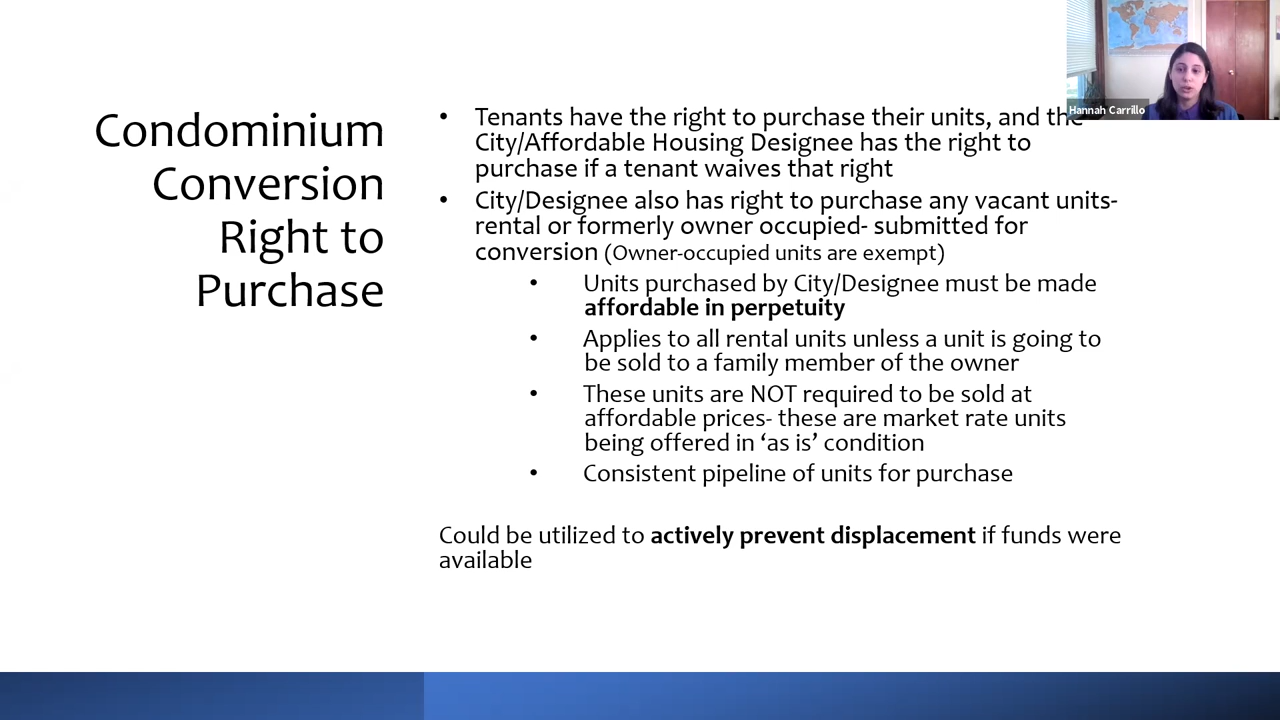 Hannah Carrillo
Condominium
Conversion
Right to
Purchase
• Tenants have the right to purchase their units, and the
City/Affordable Housing Designee has the right to
purchase if a tenant waives that right
• City/Designee also has right to purchase any vacant units-
rental or formerly owner occupied- submitted for
conversion (Owner-occupied units are exempt)
• Units purchased by City/Designee must be made
affordable in perpetuity
• Applies to all rental units unless a unit is going to
be sold to a family member of the owner
• These units are NOT required to be sold at
affordable prices- these are market rate units
being offered in ‘as is’ condition
• Consistent pipeline of units for purchase
Could be utilized to actively prevent displacement if funds were
available